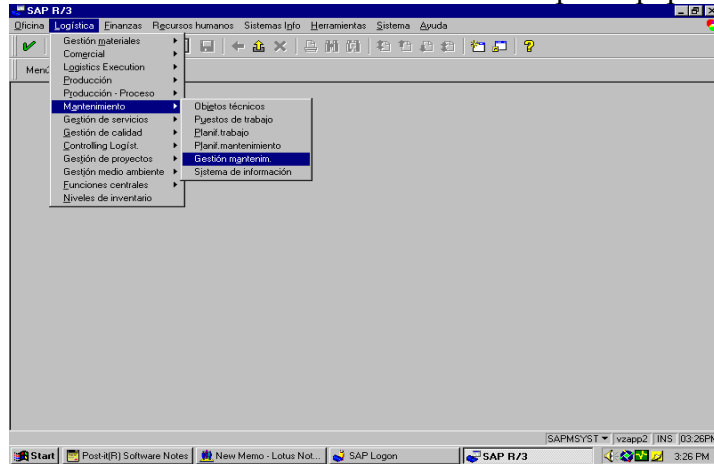 SAP R/3
Oficina Logística Finanzas Recursos humanos Sistemas Info Herramientas Sistema Ayuda
Gestión materiales
Comercial
Logistics Execution
Producción
Producción - Proceso
Mantenimiento
Gestión de servicios
Gestión de calidad
Controlling Logíst.
Gestión de proyectos
Gestión medio ambiente
Funciones centrales
Niveles de inventario
Menú
Objetos técnicos
Puestos de trabajo
Planif.trabajo
Planif.mantenimiento
Gestión mantenim.
Sistema de información
SAPMSYST vzapp2 INS 03:26PM
Start Post-it(R) Software Notes New Memo - Lotus Not... SAP Logon SAP R/3 3:26 PM